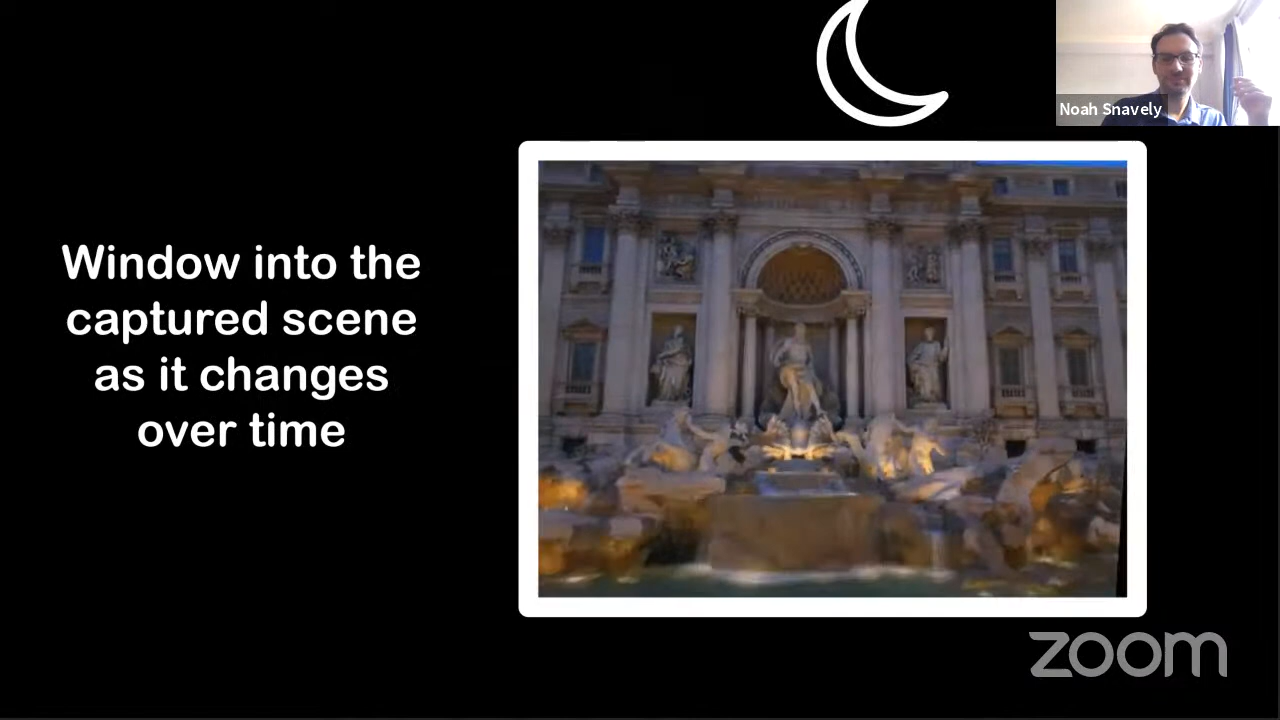 Noah Snavely
Window into the
captured scene
as it changes
over time
zoom